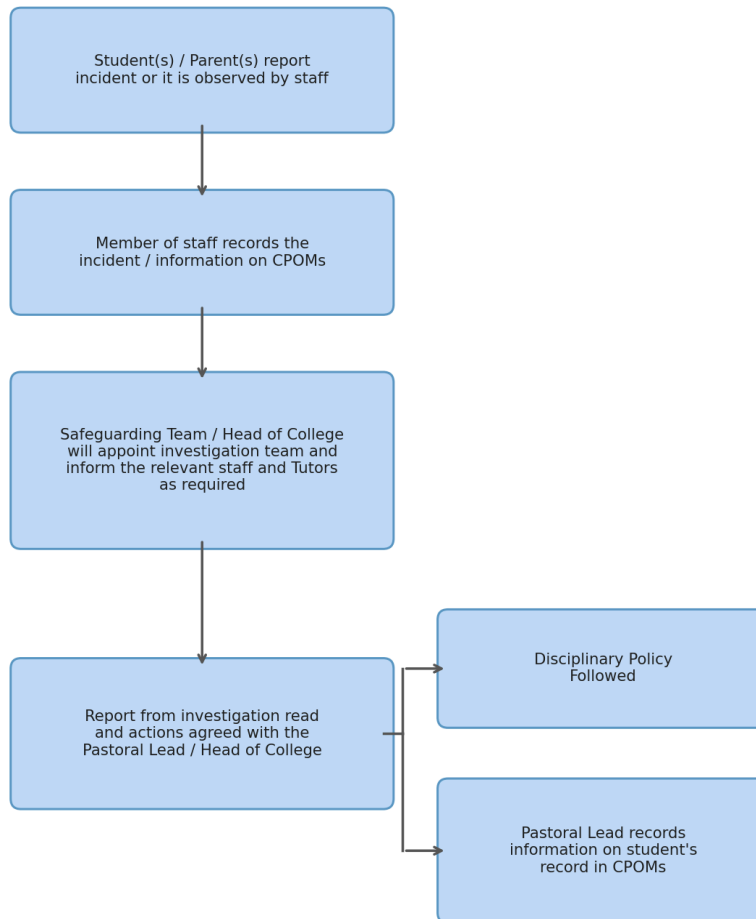 Student(s) / Parent(s) report
incident or it is observed by staff
Member of staff records the
incident / information on CPOMs
Safeguarding Team / Head of College
will appoint investigation team and
inform the relevant staff and Tutors
as required
Report from investigation read
and actions agreed with the
Pastoral Lead / Head of College
Disciplinary Policy
Followed
Pastoral Lead records
information on student's
record in CPOMs